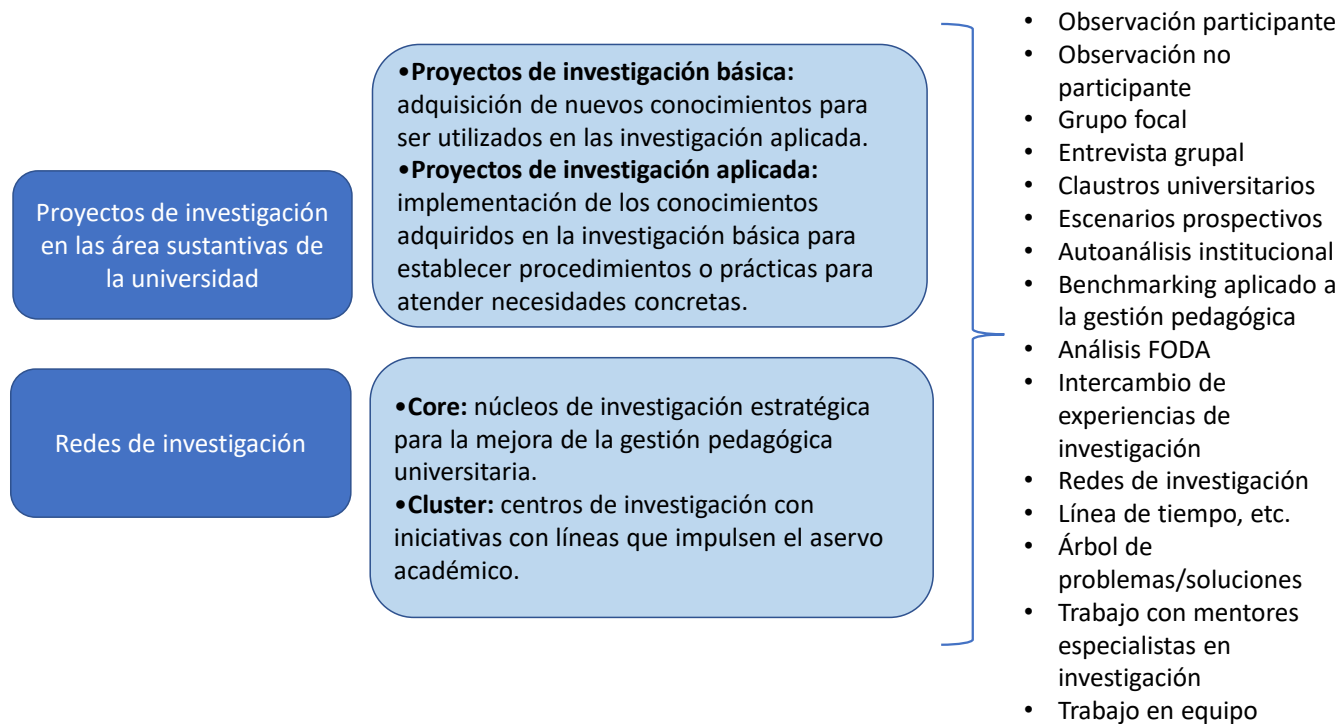 Proyectos de investigación
en las área sustantivas de
la universidad
•Proyectos de investigación básica:
adquisición de nuevos conocimientos para
ser utilizados en las investigación aplicada.
•Proyectos de investigación aplicada:
implementación de los conocimientos
adquiridos en la investigación básica para
establecer procedimientos o prácticas para
atender necesidades concretas.
Redes de investigación
•Core: núcleos de investigación estratégica
para la mejora de la gestión pedagógica
universitaria.
•Cluster: centros de investigación con
iniciativas con líneas que impulsen el aservo
académico.
• Observación participante
• Observación no
participante
• Grupo focal
• Entrevista grupal
• Claustros universitarios
• Escenarios prospectivos
• Autoanálisis institucional
• Benchmarking aplicado a
la gestión pedagógica
• Análisis FODA
• Intercambio de
experiencias de
investigación
• Redes de investigación
• Línea de tiempo, etc.
• Árbol de
problemas/soluciones
• Trabajo con mentores
especialistas en
investigación
• Trabajo en equipo